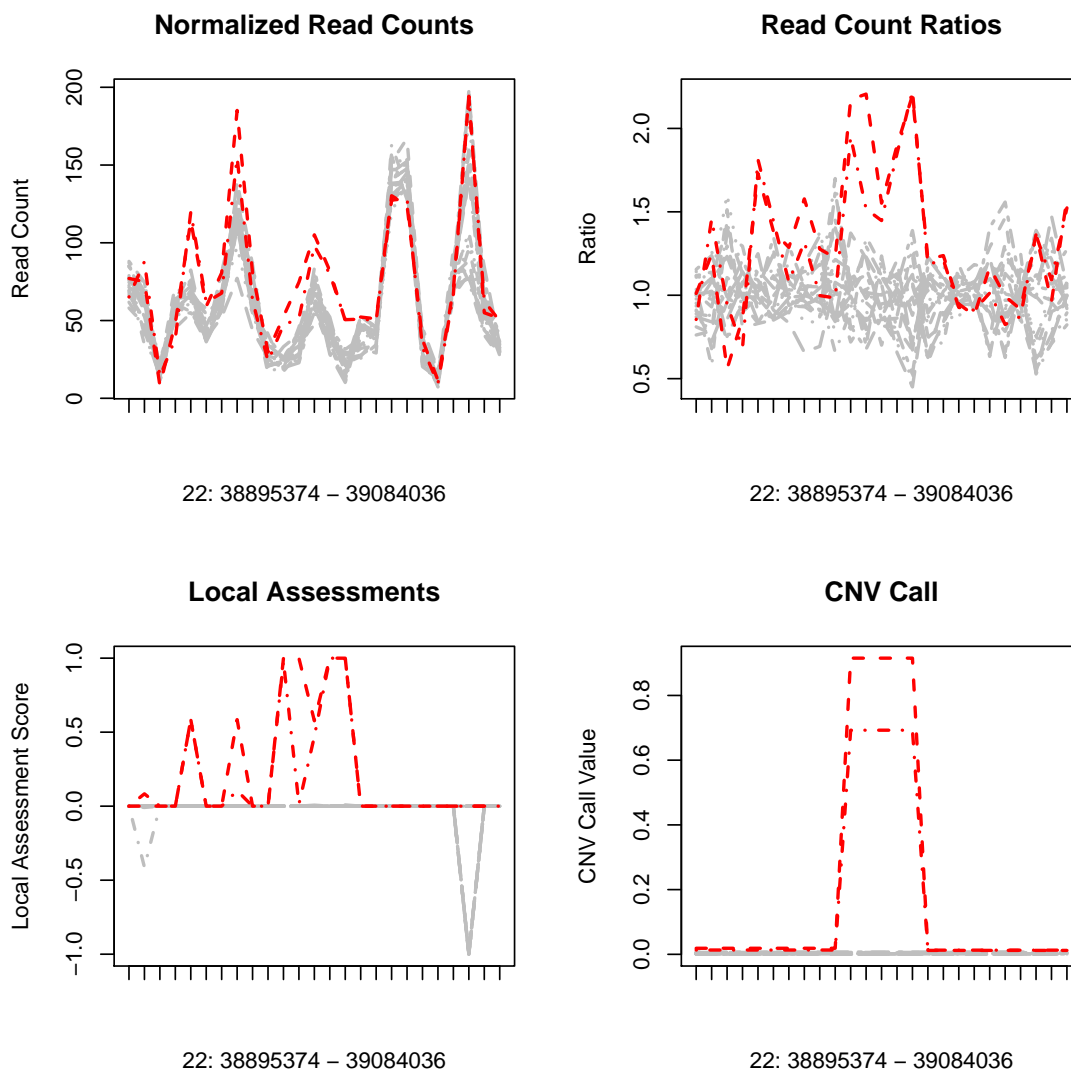 Normalized Read Counts
Read Count
0
50
100
150
200
22: 38895374 – 39084036
Read Count Ratios
Ratio
0.5
1.0
1.5
2.0
22: 38895374 – 39084036
Local Assessments
Local Assessment Score
−1.0
−0.5
0.0
0.5
1.0
22: 38895374 – 39084036
CNV Call
CNV Call Value
0.0
0.2
0.4
0.6
0.8
22: 38895374 – 39084036